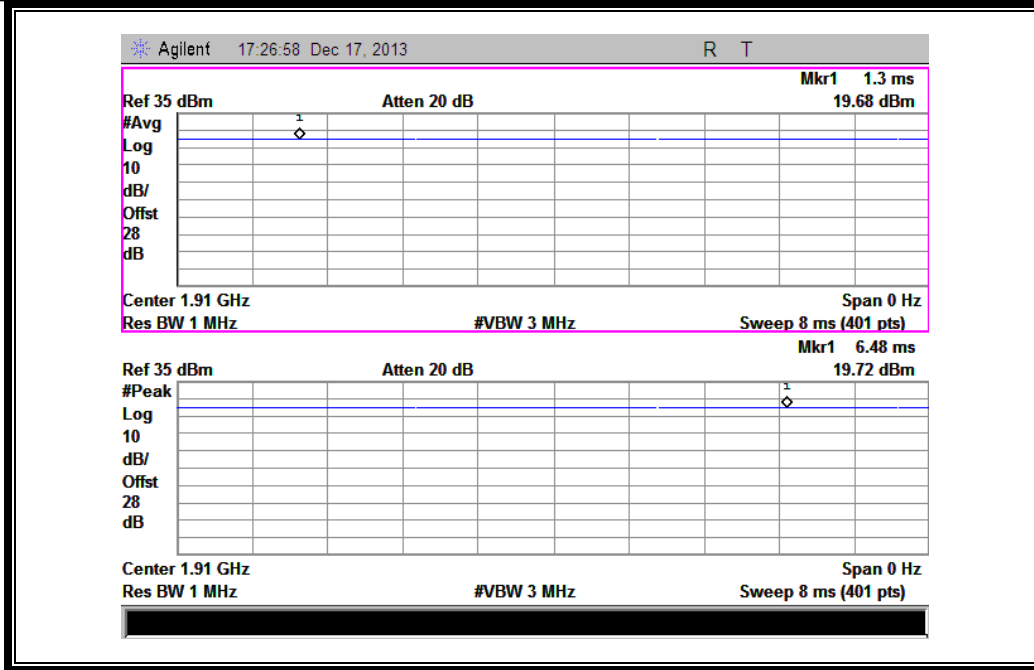 Agilent 17:26:58 Dec 17, 2013 R T
Mkr1 1.3 ms
Ref 35 dBm Atten 20 dB 19.68 dBm
#Avg
1
Log
10
dB/
Offst
28
dB
Center 1.91 GHz Span 0 Hz
Res BW 1 MHz #VBW 3 MHz Sweep 8 ms (401 pts)
Mkr1 6.48 ms
Ref 35 dBm Atten 20 dB 19.72 dBm
#Peak
1
Log
10
dB/
Offst
28
dB
Center 1.91 GHz Span 0 Hz
Res BW 1 MHz #VBW 3 MHz Sweep 8 ms (401 pts)